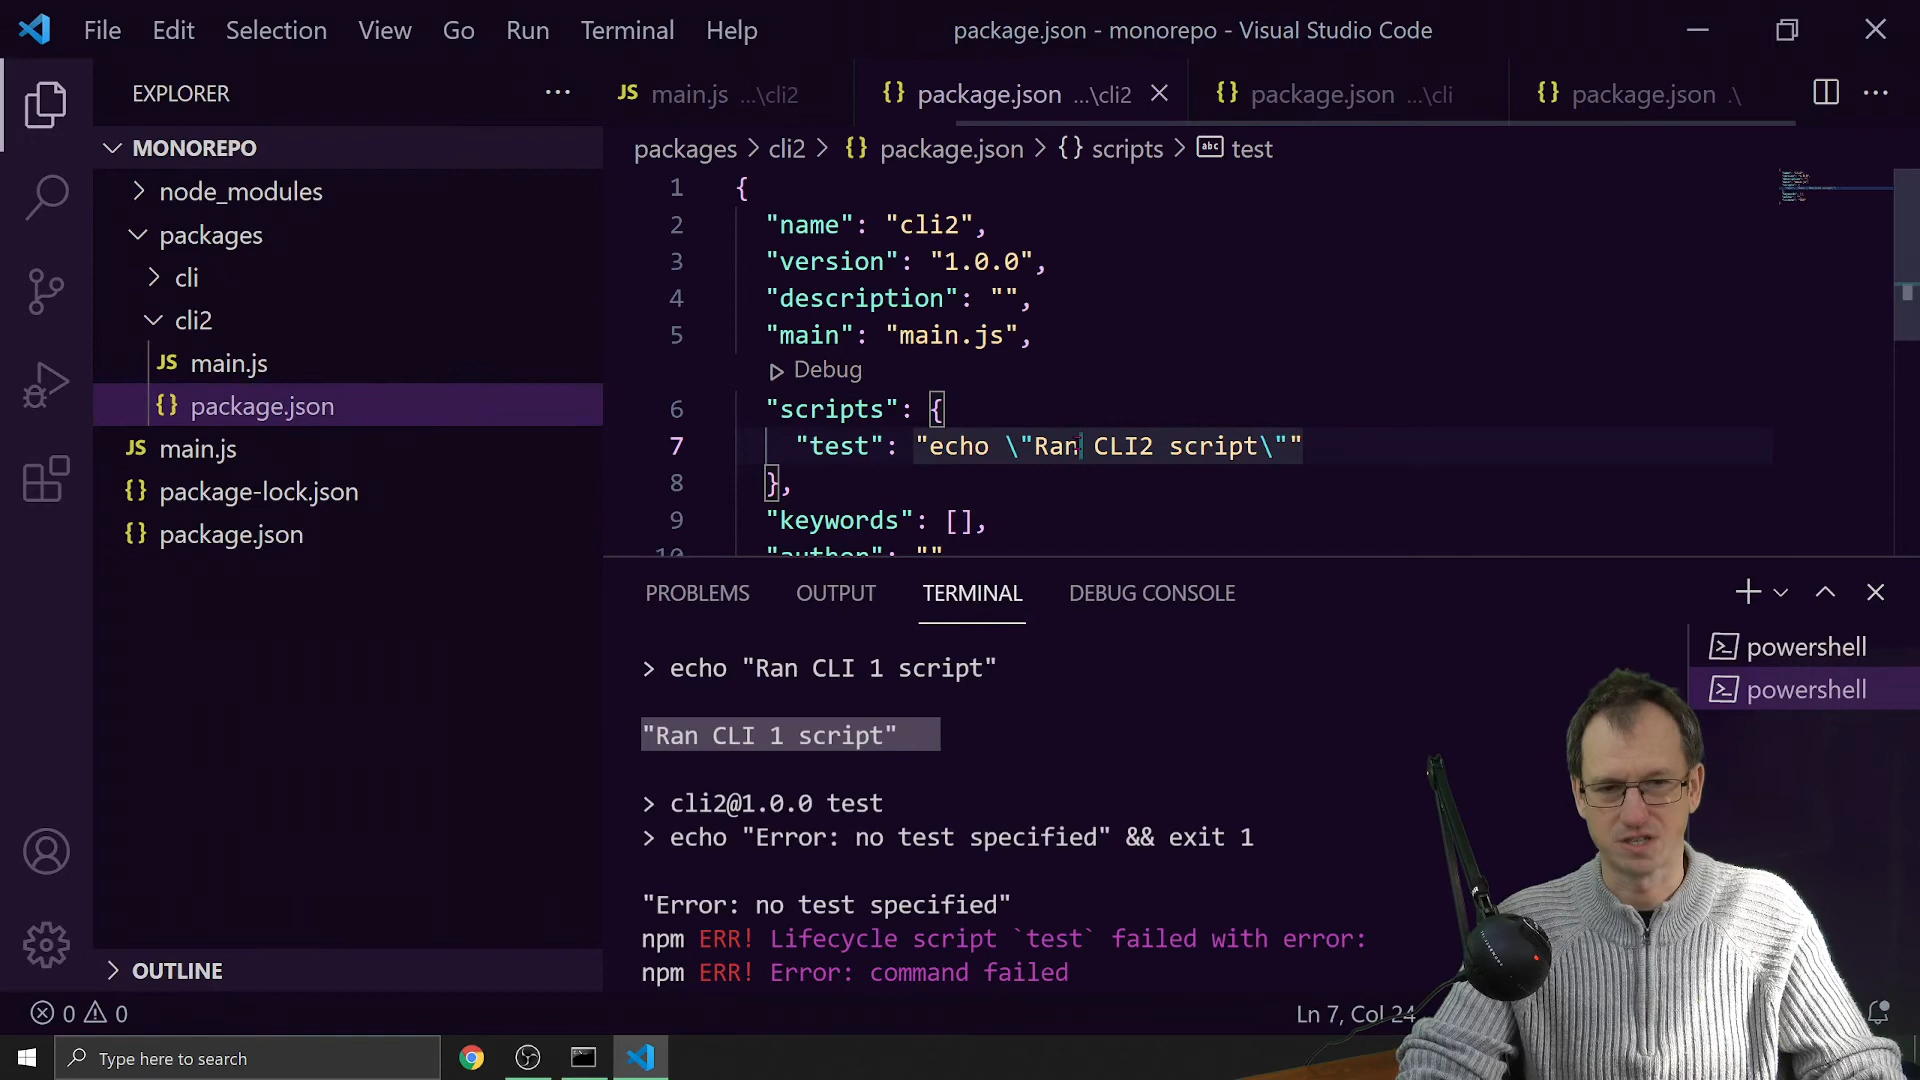 File Edit Selection View Go Run Terminal Help
package.json - monorepo - Visual Studio Code
EXPLORER
MONOREPO
node_modules
packages
cli
cli2
JS main.js
{} package.json
JS main.js
{} package-lock.json
{} package.json
OUTLINE
JS main.js ...\cli2
{} package.json ...\cli2
{} package.json ...\cli
{} package.json .\
packages > cli2 > {} package.json > {} scripts > abc test
1 {
2 "name": "cli2",
3 "version": "1.0.0",
4 "description": "",
5 "main": "main.js",
Debug
6 "scripts": {
7 "test": "echo \"Ran CLI2 script\""
8 },
9 "keywords": [],
10 "author": ""
PROBLEMS OUTPUT TERMINAL DEBUG CONSOLE
powershell
powershell
> echo "Ran CLI 1 script"
"Ran CLI 1 script"
> cli2@1.0.0 test
> echo "Error: no test specified" && exit 1
"Error: no test specified"
npm ERR! Lifecycle script `test` failed with error:
npm ERR! Error: command failed
0 0
Ln 7, Col 24
Type here to search